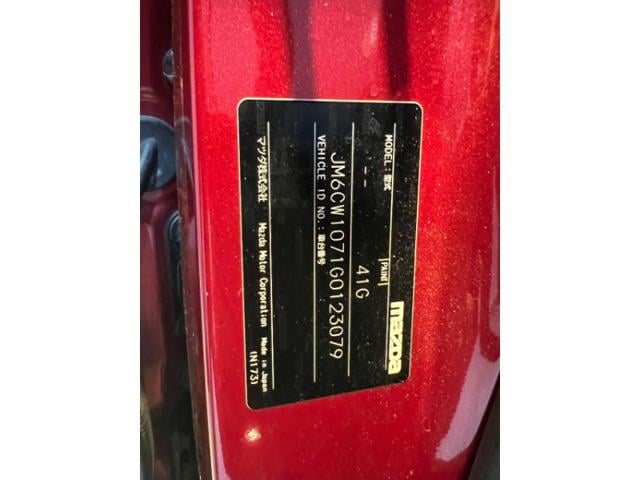 mazda
MODEL:型式 PAINT
-- 41G
JM6CW1071G0123079
VEHICLE ID NO.:車台番号
マツダ株式会社 Mazda Motor Corporation Made in Japan
(N173)